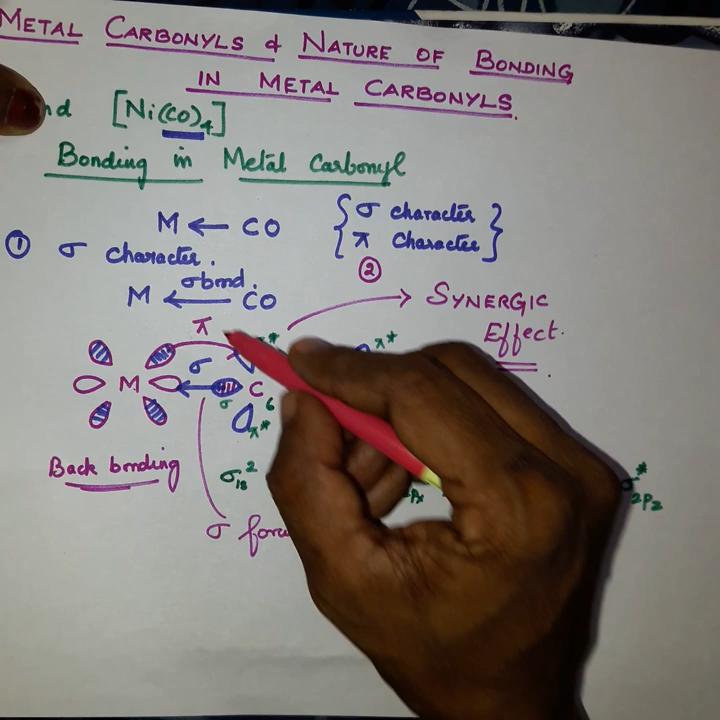 METAL CARBONYLS & NATURE OF BONDING
IN METAL CARBONYLS.
[Ni(CO)4]
Bonding in Metal Carbonyl
M ← CO { σ character
π character }
① σ character. ②
σ bond.
M ← CO → SYNERGIC
Effect.
π
π*
π*
σ
M C
σ 6
π*
Back bonding
σ1s2
σ*2pz
σ